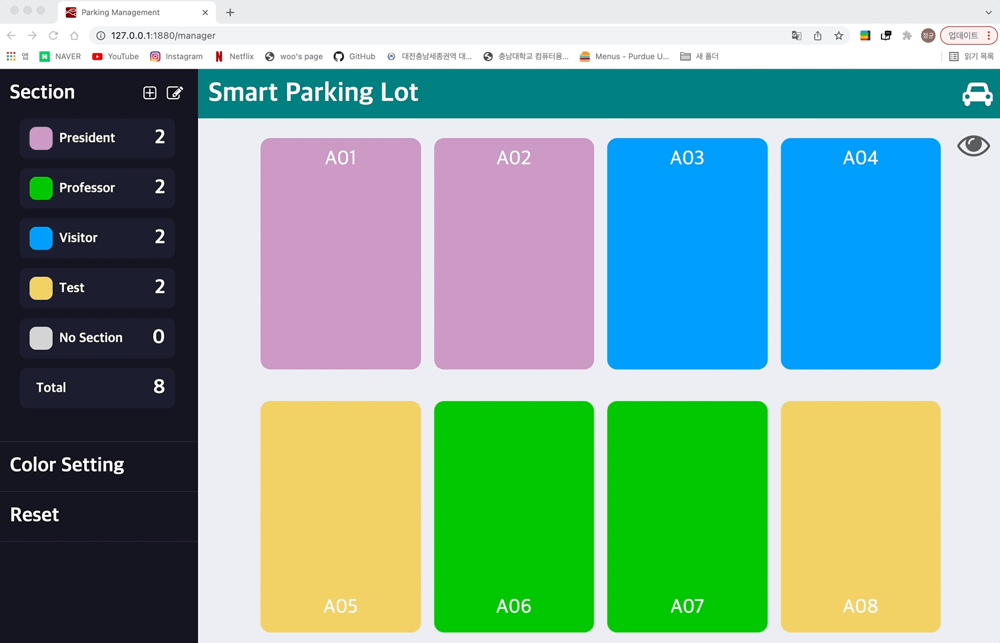 Parking Management
127.0.0.1:1880/manager
업데이트
정균
앱
NAVER
YouTube
Instagram
Netflix
woo's page
GitHub
대전충남세종권역 대...
충남대학교 컴퓨터융...
Menus - Purdue U...
새 폴더
읽기 목록
Section
President 2
Professor 2
Visitor 2
Test 2
No Section 0
Total 8
Color Setting
Reset
Smart Parking Lot
A01
A02
A03
A04
A05
A06
A07
A08